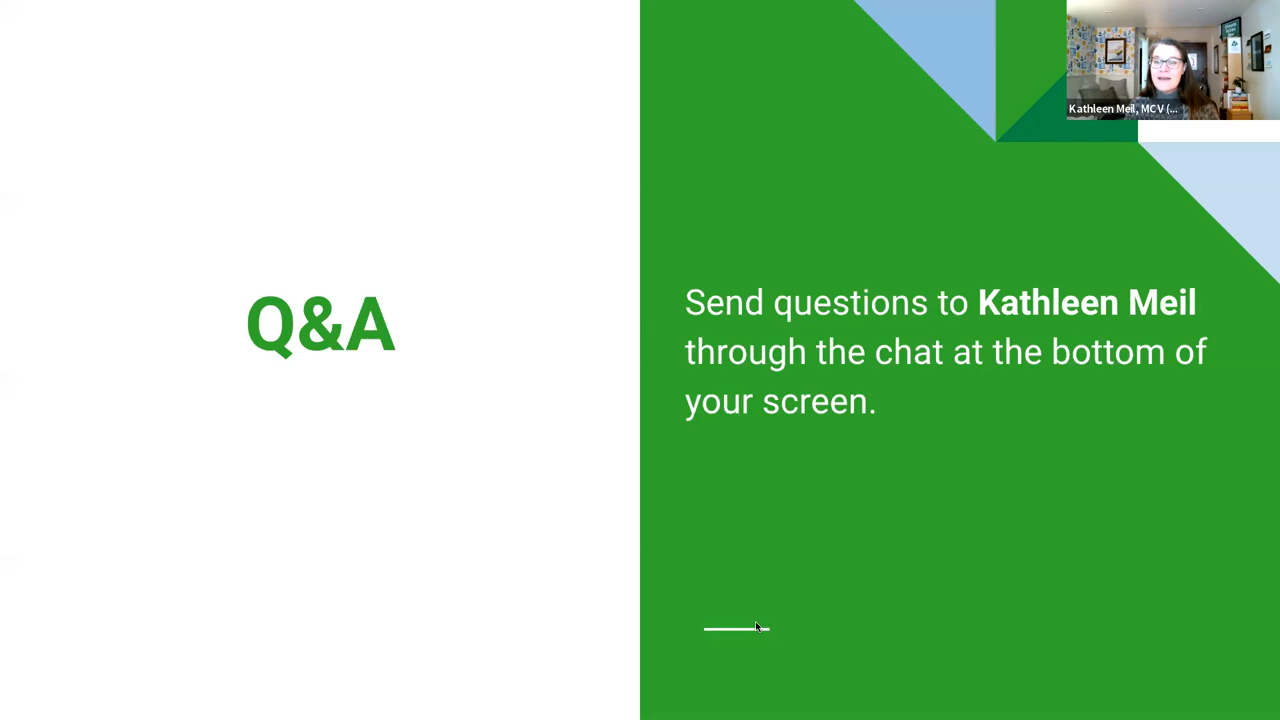 Kathleen Meil, MCV (...
Q&A
Send questions to Kathleen Meil
through the chat at the bottom of
your screen.